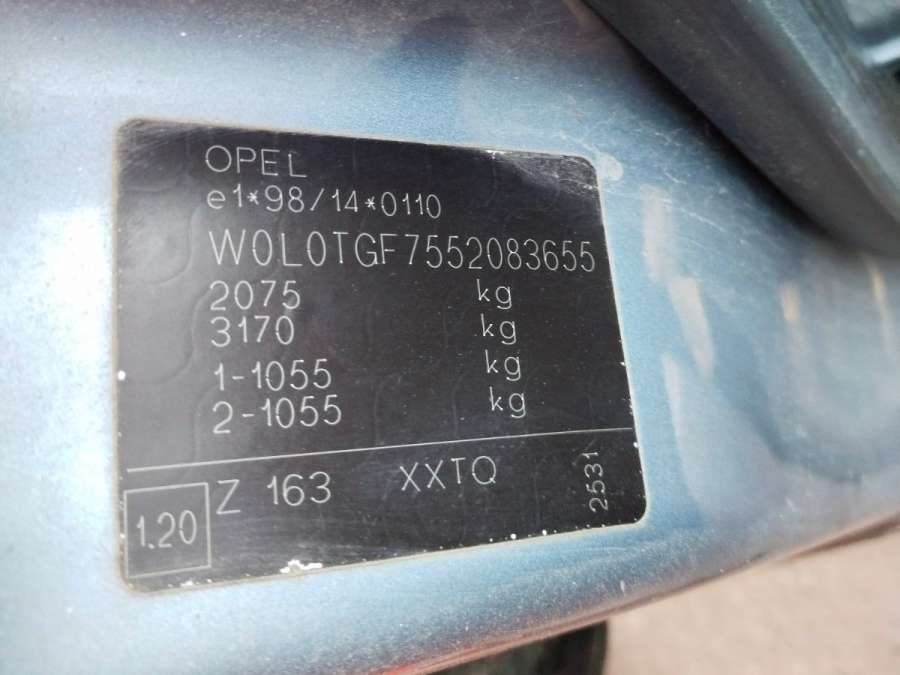 OPEL
e1*98/14*0110
W0L0TGF7552083655
2075 kg
3170 kg
1-1055 kg
2-1055 kg
1.20 Z 163 XXTQ 2531